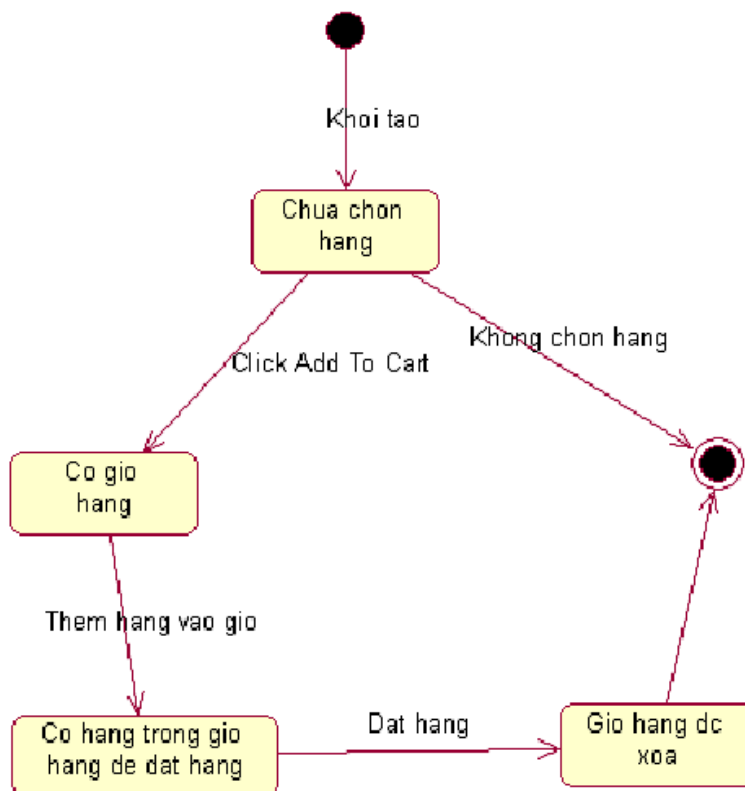 Khoi tao
Chua chon
hang
Khong chon hang
Click Add To Cart
Co gio
hang
Them hang vao gio
Co hang trong gio
hang de dat hang
Dat hang
Gio hang dc
xoa